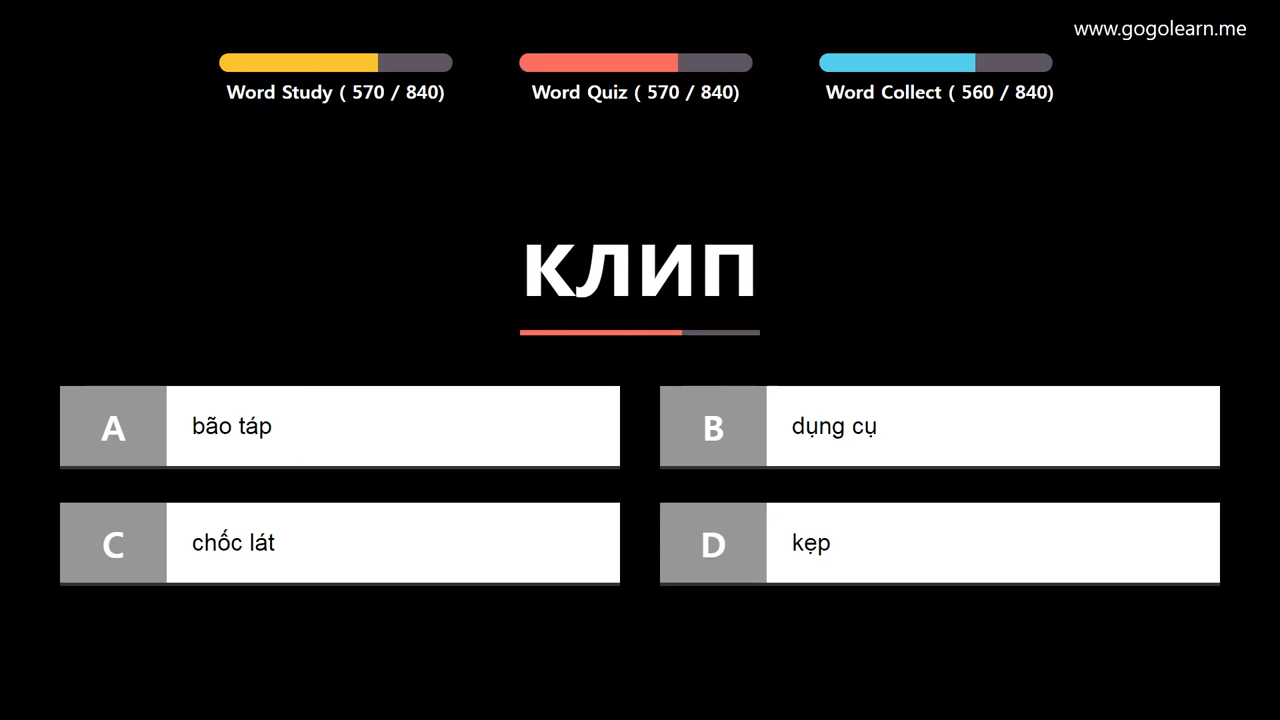 www.gogolearn.me
Word Study ( 570 / 840)
Word Quiz ( 570 / 840)
Word Collect ( 560 / 840)
клип
A bão táp
B dụng cụ
C chốc lát
D kẹp